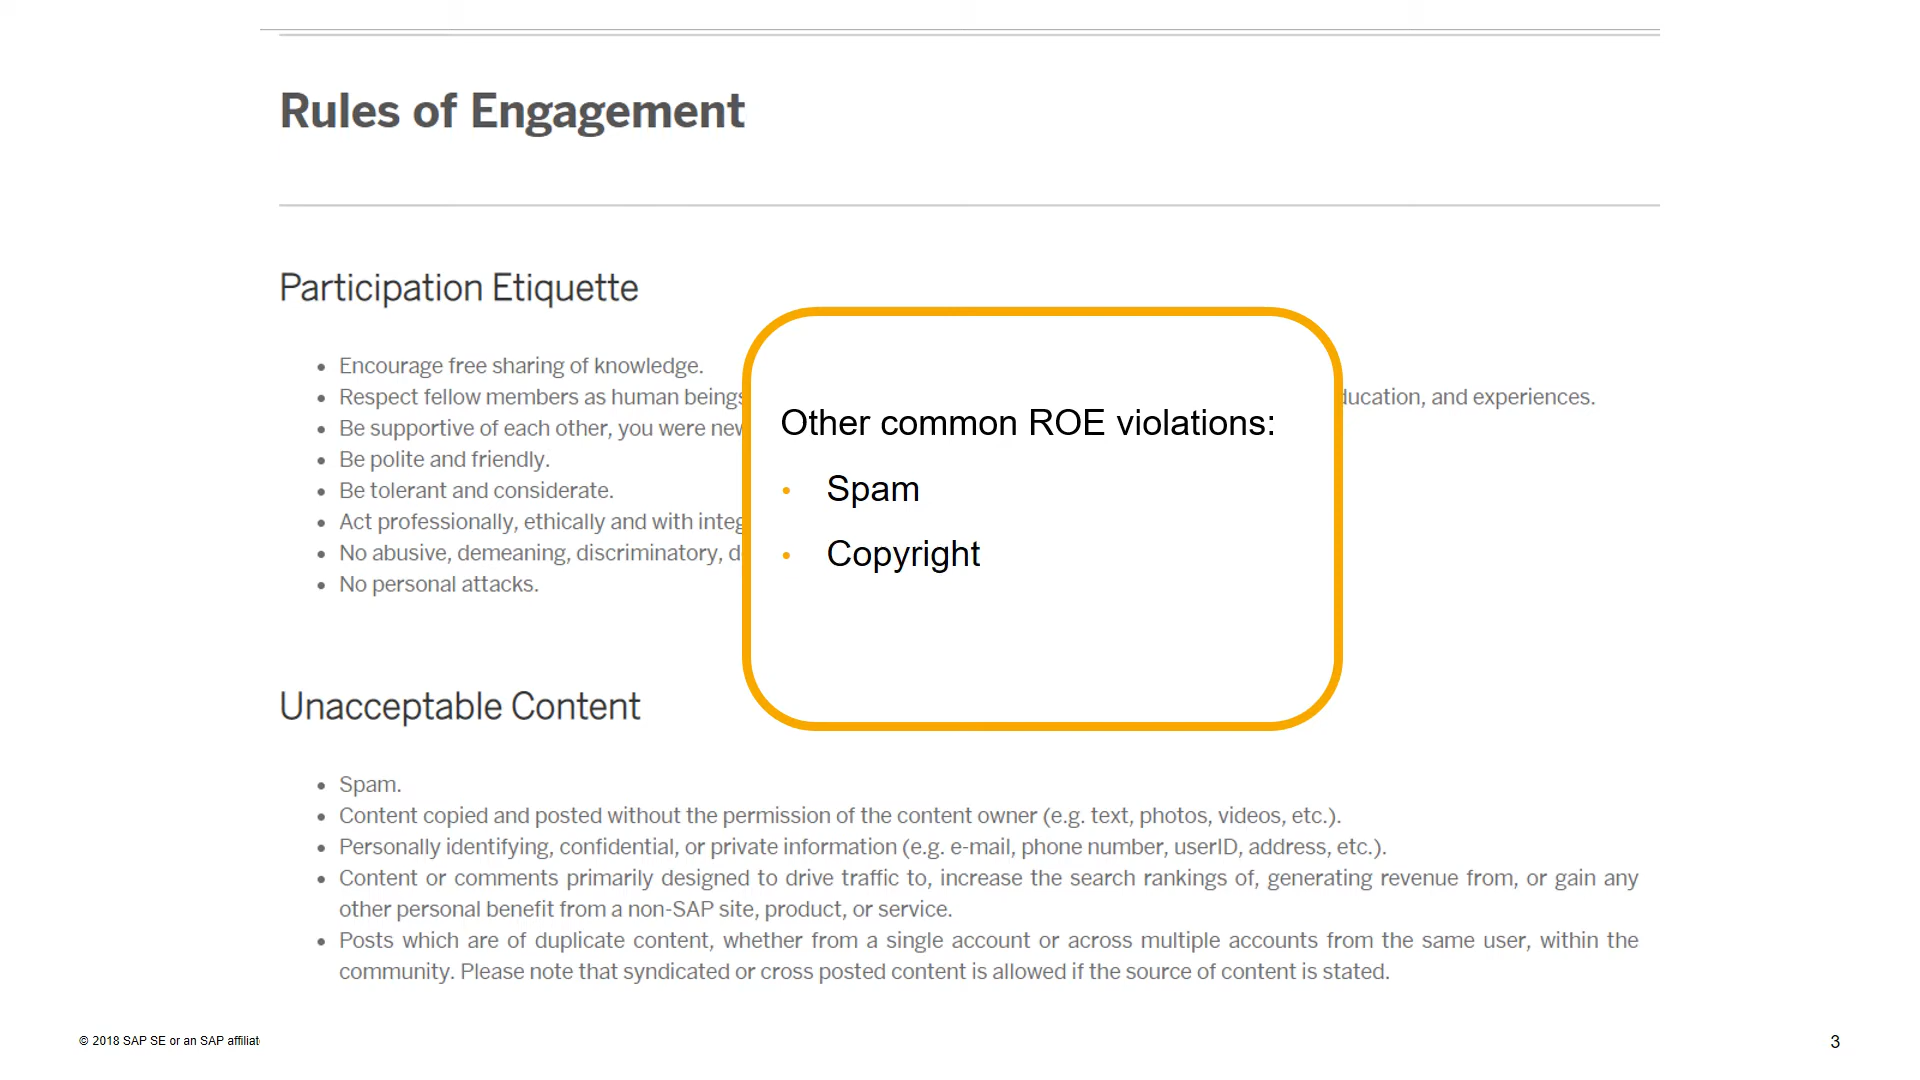 Rules of Engagement
Participation Etiquette
• Encourage free sharing of knowledge.
• Respect fellow members as human beings
education, and experiences.
• Be supportive of each other, you were new
• Be polite and friendly.
• Be tolerant and considerate.
• Act professionally, ethically and with
• No abusive, demeaning, discriminatory,
• No personal attacks.
Other common ROE violations:
• Spam
• Copyright
Unacceptable Content
• Spam.
• Content copied and posted without the permission of the content owner (e.g. text, photos, videos, etc.).
• Personally identifying, confidential, or private information (e.g. e-mail, phone number, userID, address, etc.).
• Content or comments primarily designed to drive traffic to, increase the search rankings of, generating revenue from, or gain any
other personal benefit from a non-SAP site, product, or service.
• Posts which are of duplicate content, whether from a single account or across multiple accounts from the same user, within the
community. Please note that syndicated or cross posted content is allowed if the source of content is stated.
© 2018 SAP SE or an SAP affiliat
3